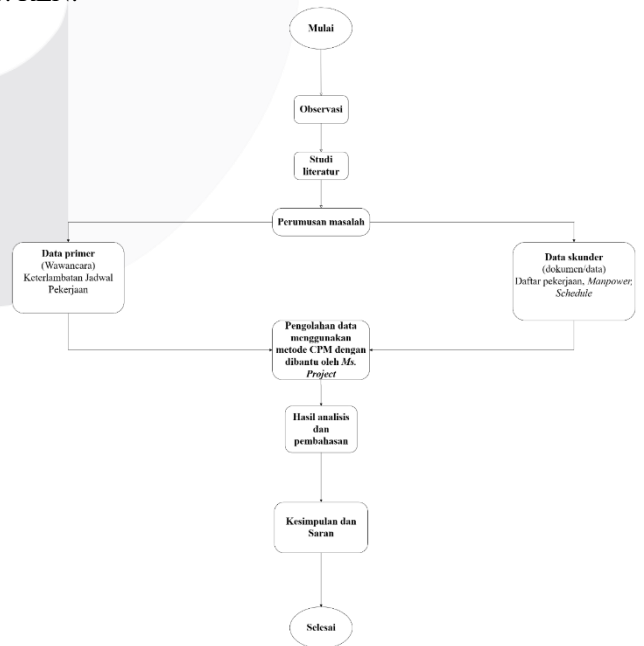 Mulai
Observasi
Studi
literatur
Perumusan masalah
Data primer
(Wawancara)
Keterlambatan Jadwal
Pekerjaan
Data skunder
(dokumen/data)
Daftar pekerjaan, Manpower,
Schedule
Pengolahan data
menggunakan
metode CPM dengan
dibantu oleh Ms.
Project
Hasil analisis
dan
pembahasan
Kesimpulan dan
Saran
Selesai